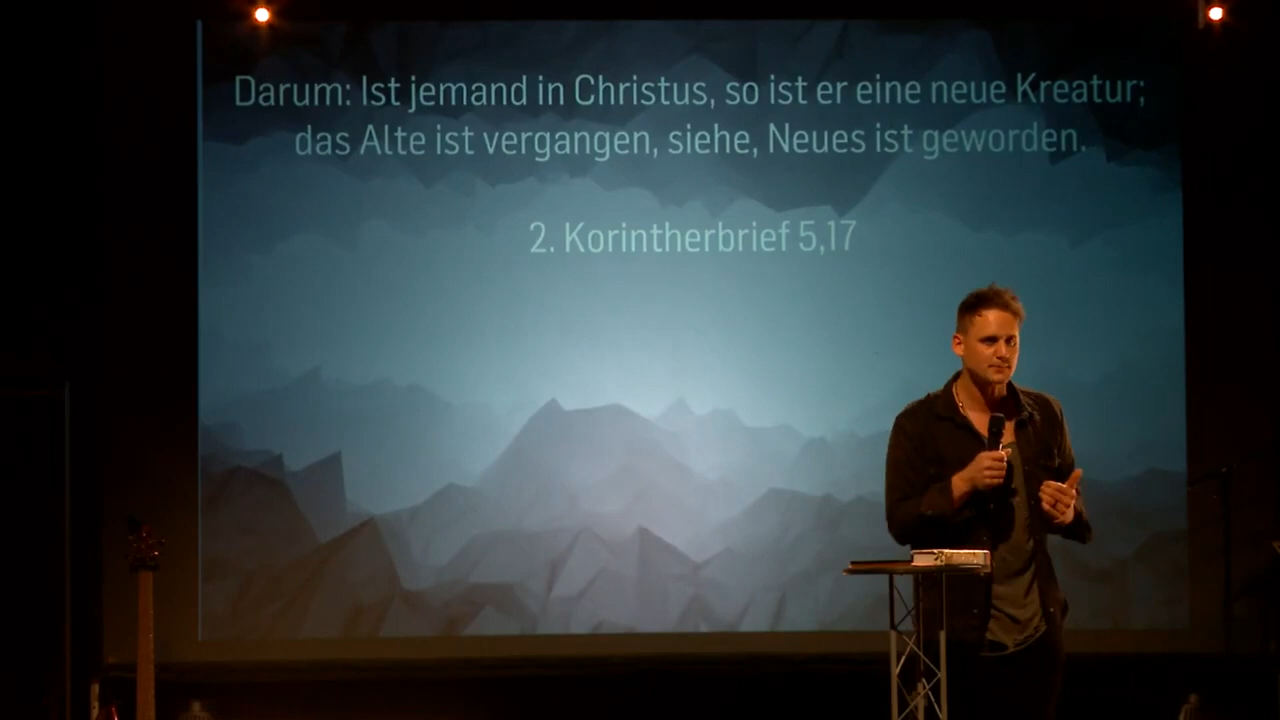 Darum: Ist jemand in Christus, so ist er eine neue Kreatur;
das Alte ist vergangen, siehe, Neues ist geworden.
2. Korintherbrief 5,17